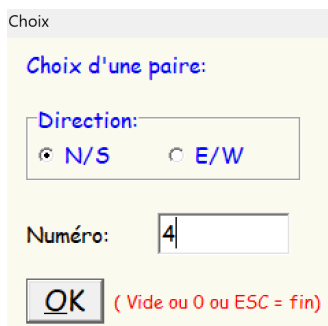 Choix
Choix d'une paire:
Direction:
N/S E/W
Numéro: 4
OK ( Vide ou 0 ou ESC = fin)